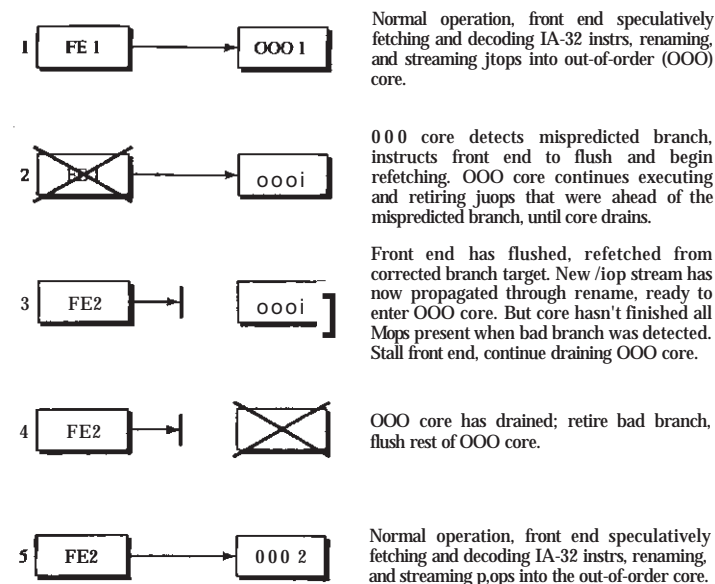 1 FE 1 OOO 1
Normal operation, front end speculatively
fetching and decoding IA-32 instrs, renaming,
and streaming jtops into out-of-order (OOO)
core.
2 oooi
0 0 0 core detects mispredicted branch,
instructs front end to flush and begin
refetching. OOO core continues executing
and retiring juops that were ahead of the
mispredicted branch, until core drains.
3 FE2 oooi
Front end has flushed, refetched from
corrected branch target. New /iop stream has
now propagated through rename, ready to
enter OOO core. But core hasn't finished all
Mops present when bad branch was detected.
Stall front end, continue draining OOO core.
4 FE2
OOO core has drained; retire bad branch,
flush rest of OOO core.
5 FE2 0 0 0 2
Normal operation, front end speculatively
fetching and decoding IA-32 instrs, renaming,
and streaming p,ops into the out-of-order core.